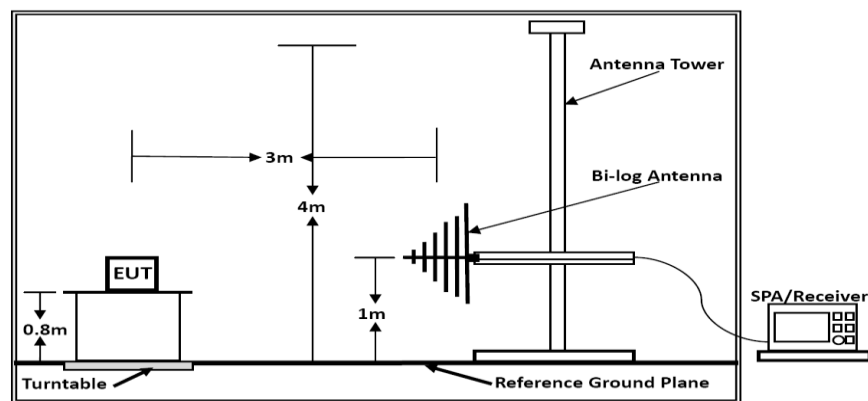 Antenna Tower
3m
Bi-log Antenna
4m
EUT
SPA/Receiver
0.8m
1m
Turntable
Reference Ground Plane